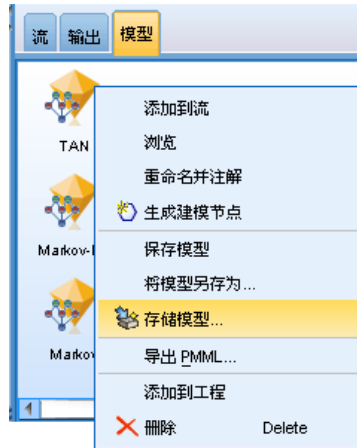 流 输出 模型
TAN
添加到流
浏览
重命名并注解
生成建模节点
保存模型
将模型另存为...
存储模型...
导出 PMML...
添加到工程
删除 Delete